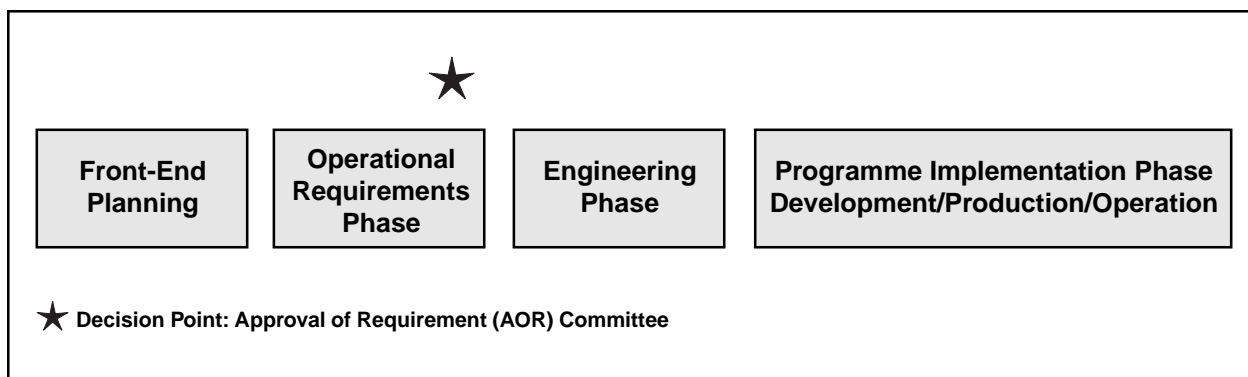 Front-End
Planning
Operational
Requirements
Phase
Engineering
Phase
Programme Implementation Phase
Development/Production/Operation
Decision Point: Approval of Requirement (AOR) Committee